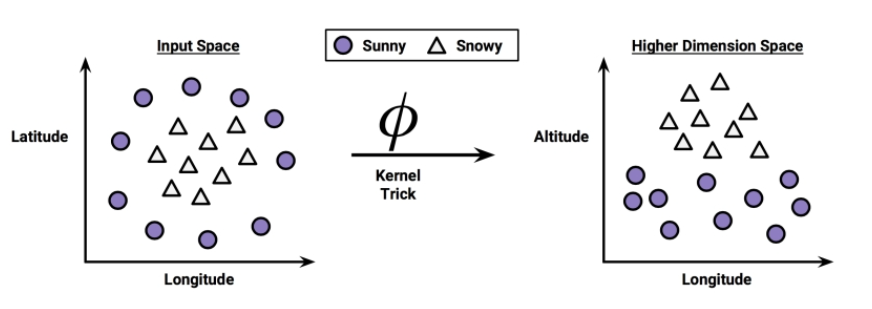 Input Space
Sunny
Snowy
Higher Dimension Space
Latitude
ϕ
Kernel
Trick
Altitude
Longitude
Longitude